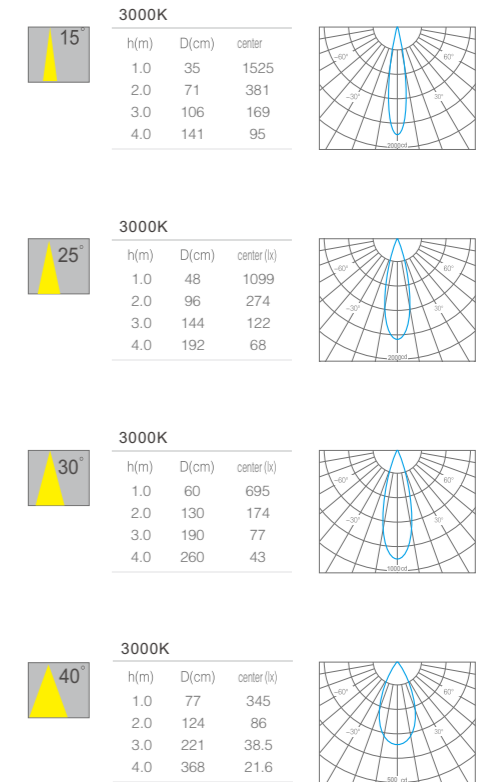 15°
3000K
h(m) D(cm) center
1.0 35 1525
2.0 71 381
3.0 106 169
4.0 141 95
-60°
-30° 30°
2000cd
25°
3000K
h(m) D(cm) center (lx)
1.0 48 1099
2.0 96 274
3.0 144 122
4.0 192 68
-60° 60°
-30° 30°
2000cd
30°
3000K
h(m) D(cm) center (lx)
1.0 60 695
2.0 130 174
3.0 190 77
4.0 260 43
-60° 60°
-30° 30°
1000cd
40°
3000K
h(m) D(cm) center (lx)
1.0 77 345
2.0 124 86
3.0 221 38.5
4.0 368 21.6
-60° 60°
-30° 30°
500 cd